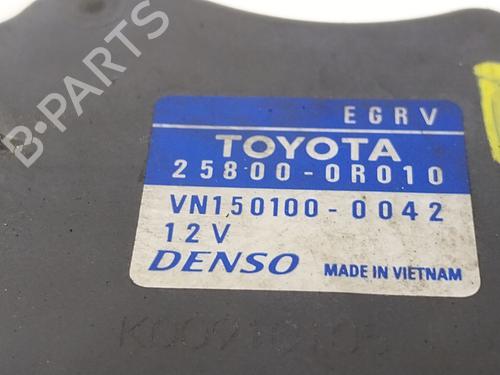 B-PARTS
EGRV
TOYOTA
25800-0R010
VN150100-0042
12V
DENSO MADE IN VIETNAM